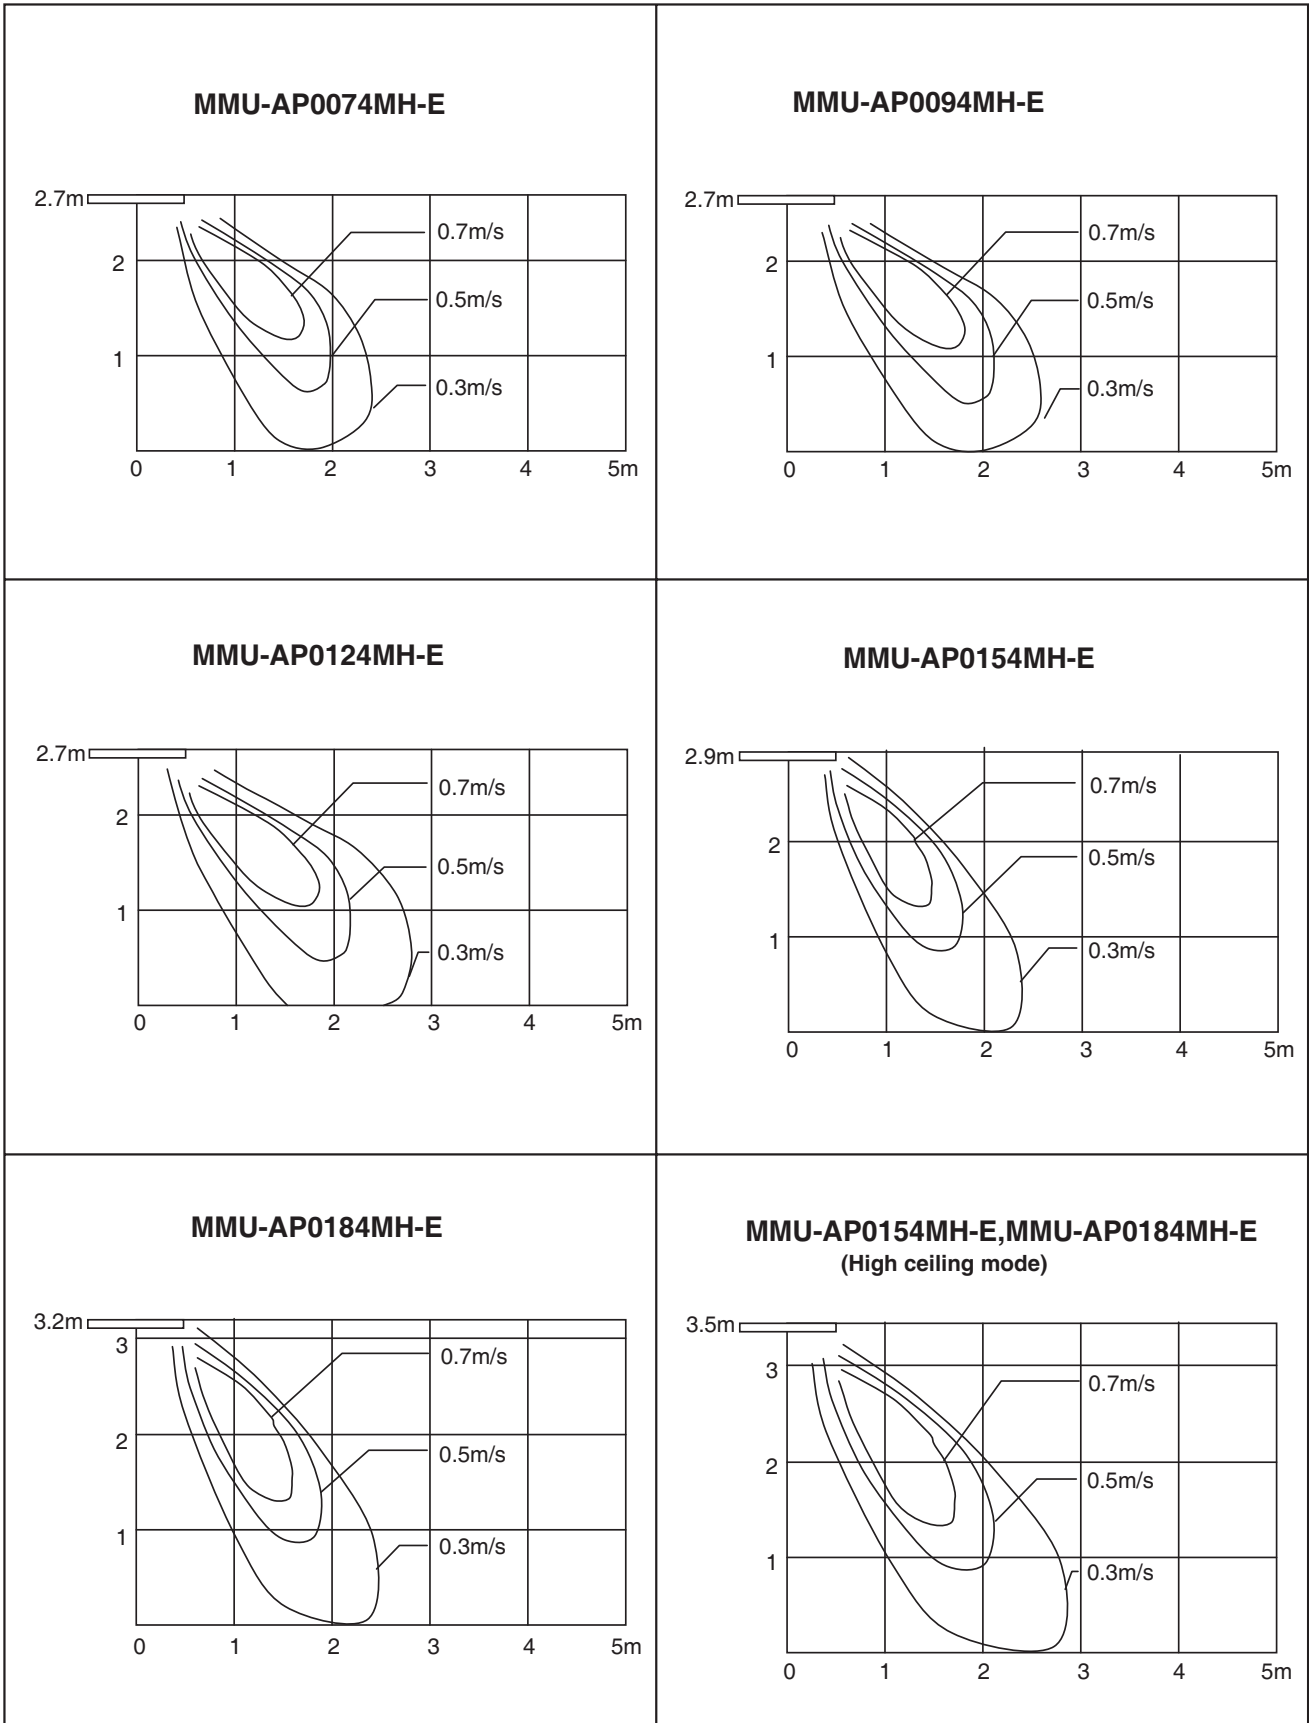 MMU-AP0074MH-E
2.7m
0.7m/s
2
0.5m/s
1
0.3m/s
0 1 2 3 4 5m
MMU-AP0094MH-E
2.7m
0.7m/s
2
0.5m/s
1
0.3m/s
0 1 2 3 4 5m
MMU-AP0124MH-E
2.7m
0.7m/s
2
0.5m/s
1
0.3m/s
0 1 2 3 4 5m
MMU-AP0154MH-E
2.9m
0.7m/s
2
0.5m/s
1
0.3m/s
0 1 2 3 4 5m
MMU-AP0184MH-E
3.2m
3
0.7m/s
2
0.5m/s
1
0.3m/s
0 1 2 3 4 5m
MMU-AP0154MH-E,MMU-AP0184MH-E
(High ceiling mode)
3.5m
3
0.7m/s
2
0.5m/s
1
0.3m/s
0 1 2 3 4 5m